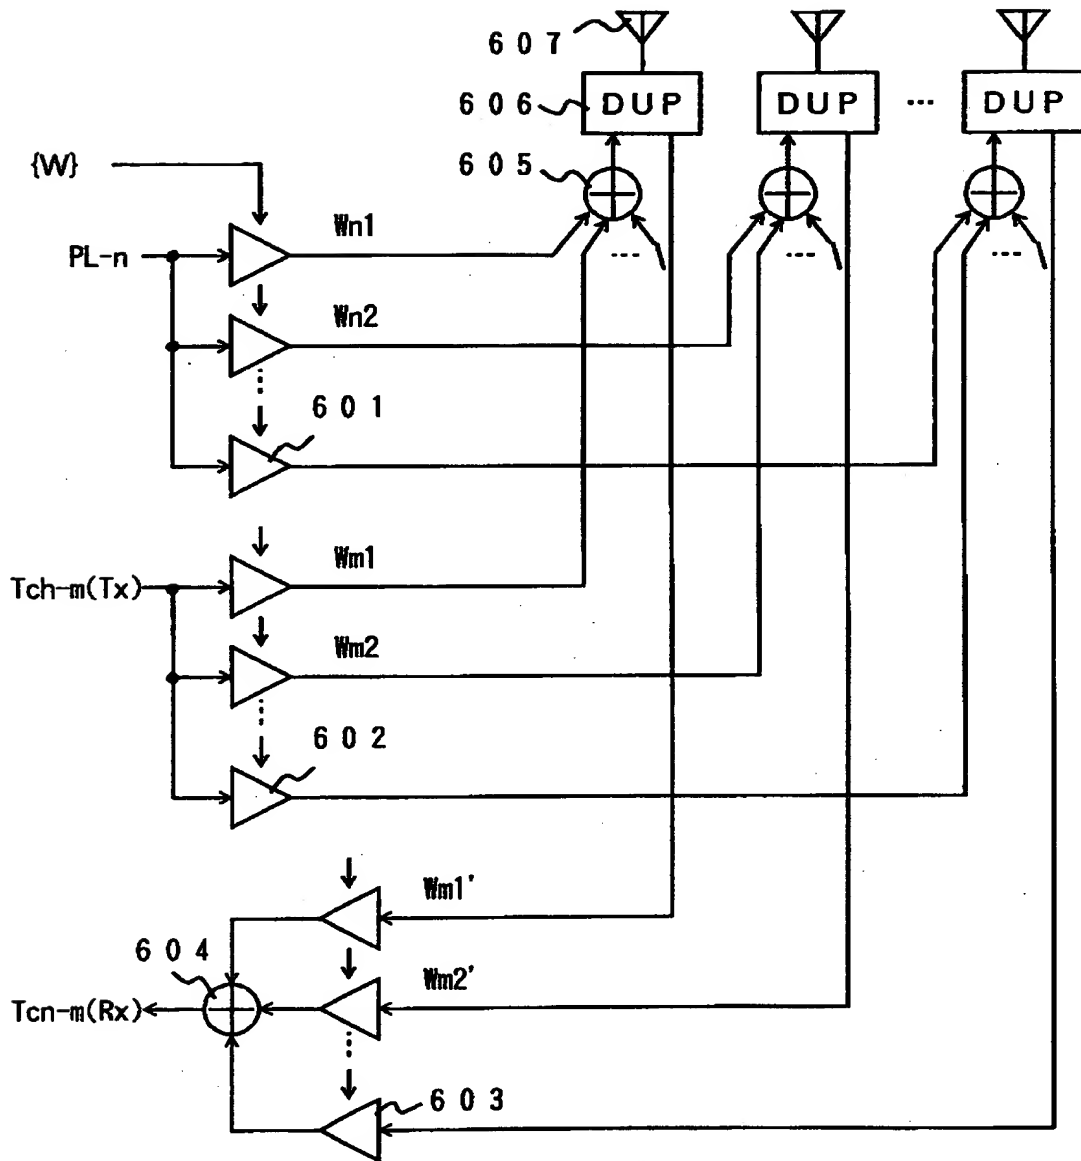 607
606 DUP DUP ... DUP
{W}
605
Wn1
PL-n
... ... ...
Wn2
601
Wm1
Tch-m(Tx)
Wm2
602
Wm1'
604
Wm2'
Tcn-m(Rx)
603